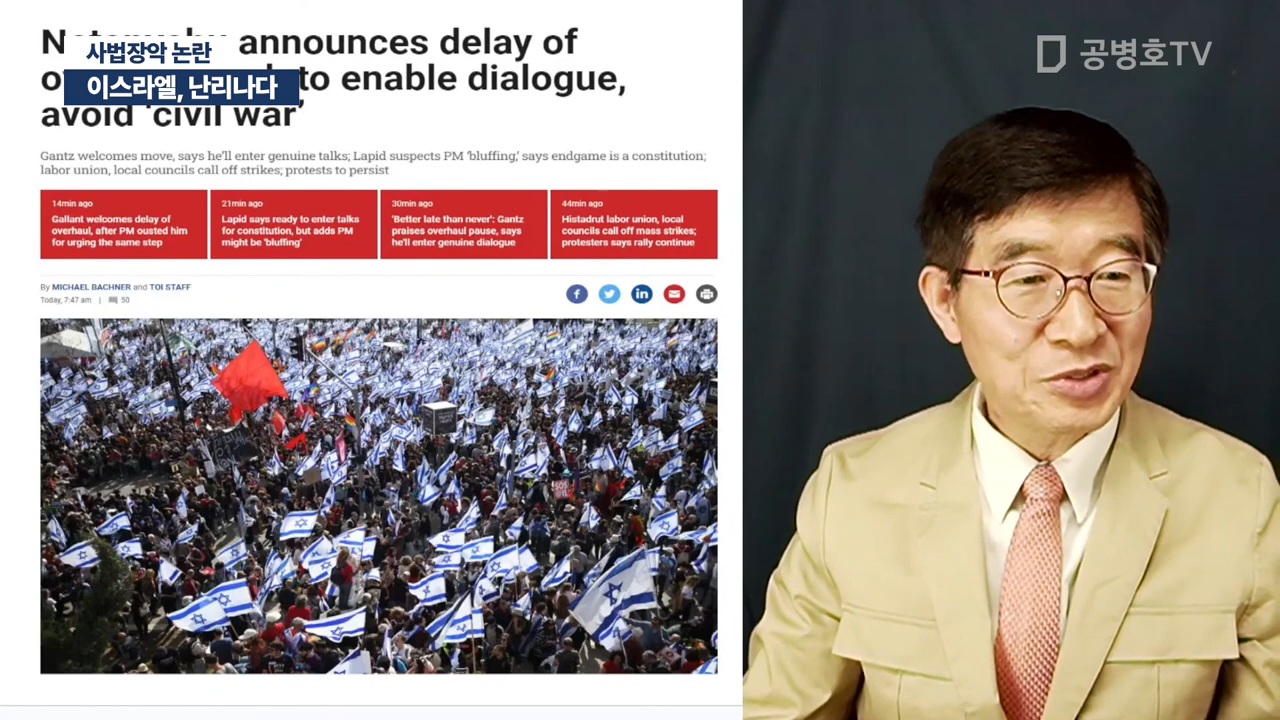 announces delay of
to enable dialogue,
avoid 'civil war'
사법장악 논란
이스라엘, 난리나다
공병호TV
Gantz welcomes move, says he'll enter genuine talks; Lapid suspects PM 'bluffing,' says endgame is a constitution;
labor union, local councils call off strikes; protests to persist
14min ago
Gallant welcomes delay of
overhaul, after PM ousted him
for urging the same step
21min ago
Lapid says ready to enter talks
for constitution, but adds PM
might be 'bluffing'
30min ago
'Better late than never': Gantz
praises overhaul pause, says
he'll enter genuine dialogue
44min ago
Histadrut labor union, local
councils call off mass strikes;
protesters says rally continue
By MICHAEL BACHNER and TOI STAFF
Today, 7:47 am | 50